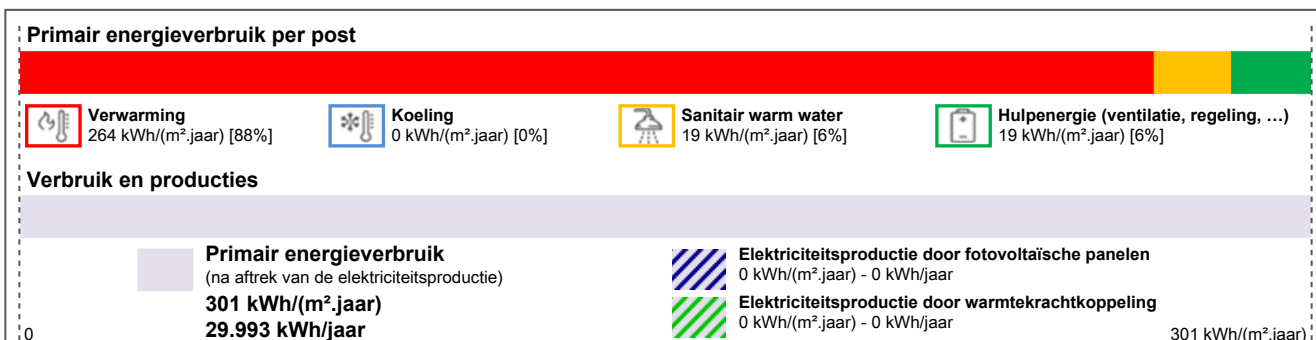 Primair energieverbruik per post
Verwarming
264 kWh/(m².jaar) [88%]
Koeling
0 kWh/(m².jaar) [0%]
Sanitair warm water
19 kWh/(m².jaar) [6%]
Hulpenergie (ventilatie, regeling, …)
19 kWh/(m².jaar) [6%]
Verbruik en producties
Primair energieverbruik
(na aftrek van de elektriciteitsproductie)
301 kWh/(m².jaar)
29.993 kWh/jaar
Elektriciteitsproductie door fotovoltaïsche panelen
0 kWh/(m².jaar) - 0 kWh/jaar
Elektriciteitsproductie door warmtekrachtkoppeling
0 kWh/(m².jaar) - 0 kWh/jaar
0
301 kWh/(m².jaar)